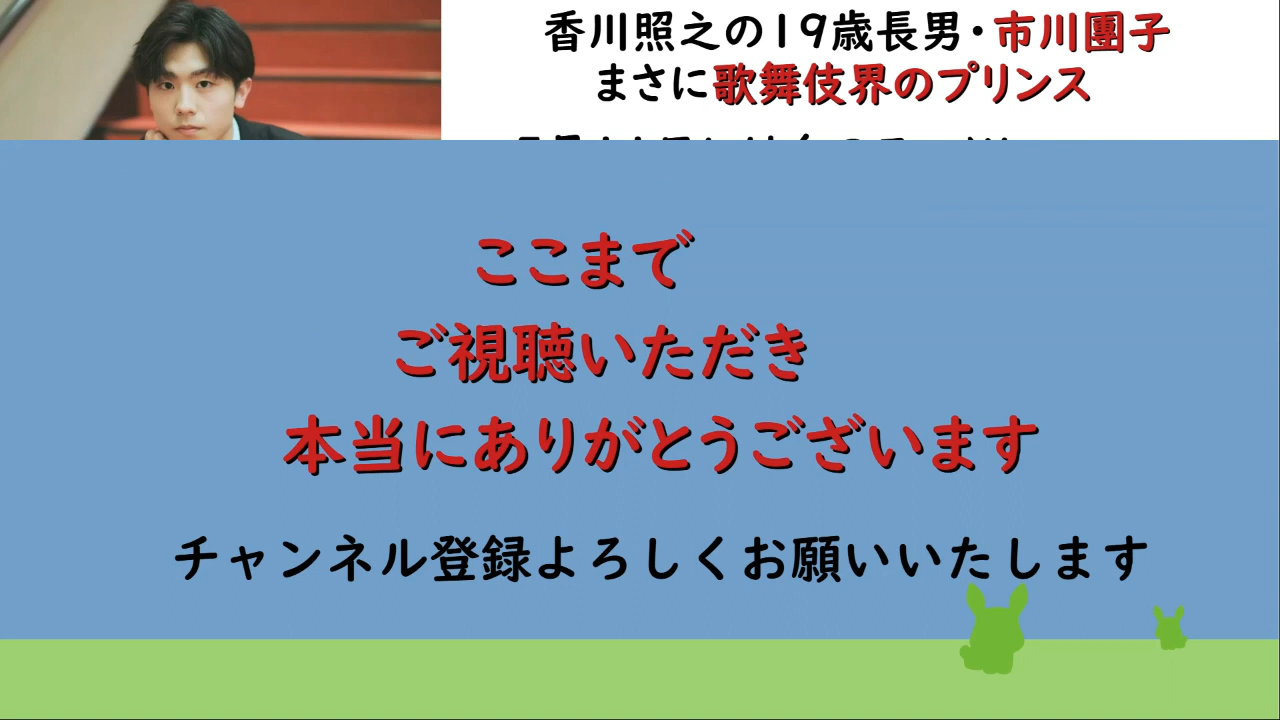 香川照之の19歳長男・市川團子
まさに歌舞伎界のプリンス
ここまで
ご視聴いただき
本当にありがとうございます
チャンネル登録よろしくお願いいたします